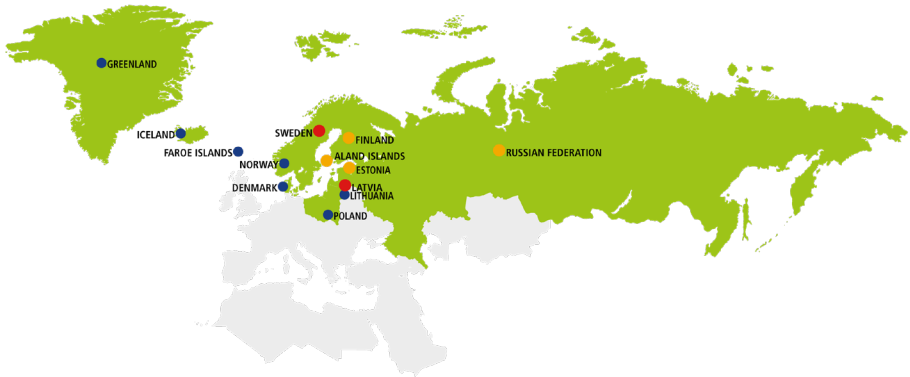 GREENLAND
ICELAND
SWEDEN
FINLAND
FAROE ISLANDS
ALAND ISLANDS
RUSSIAN FEDERATION
NORWAY
ESTONIA
DENMARK
LATVIA
LITHUANIA
POLAND